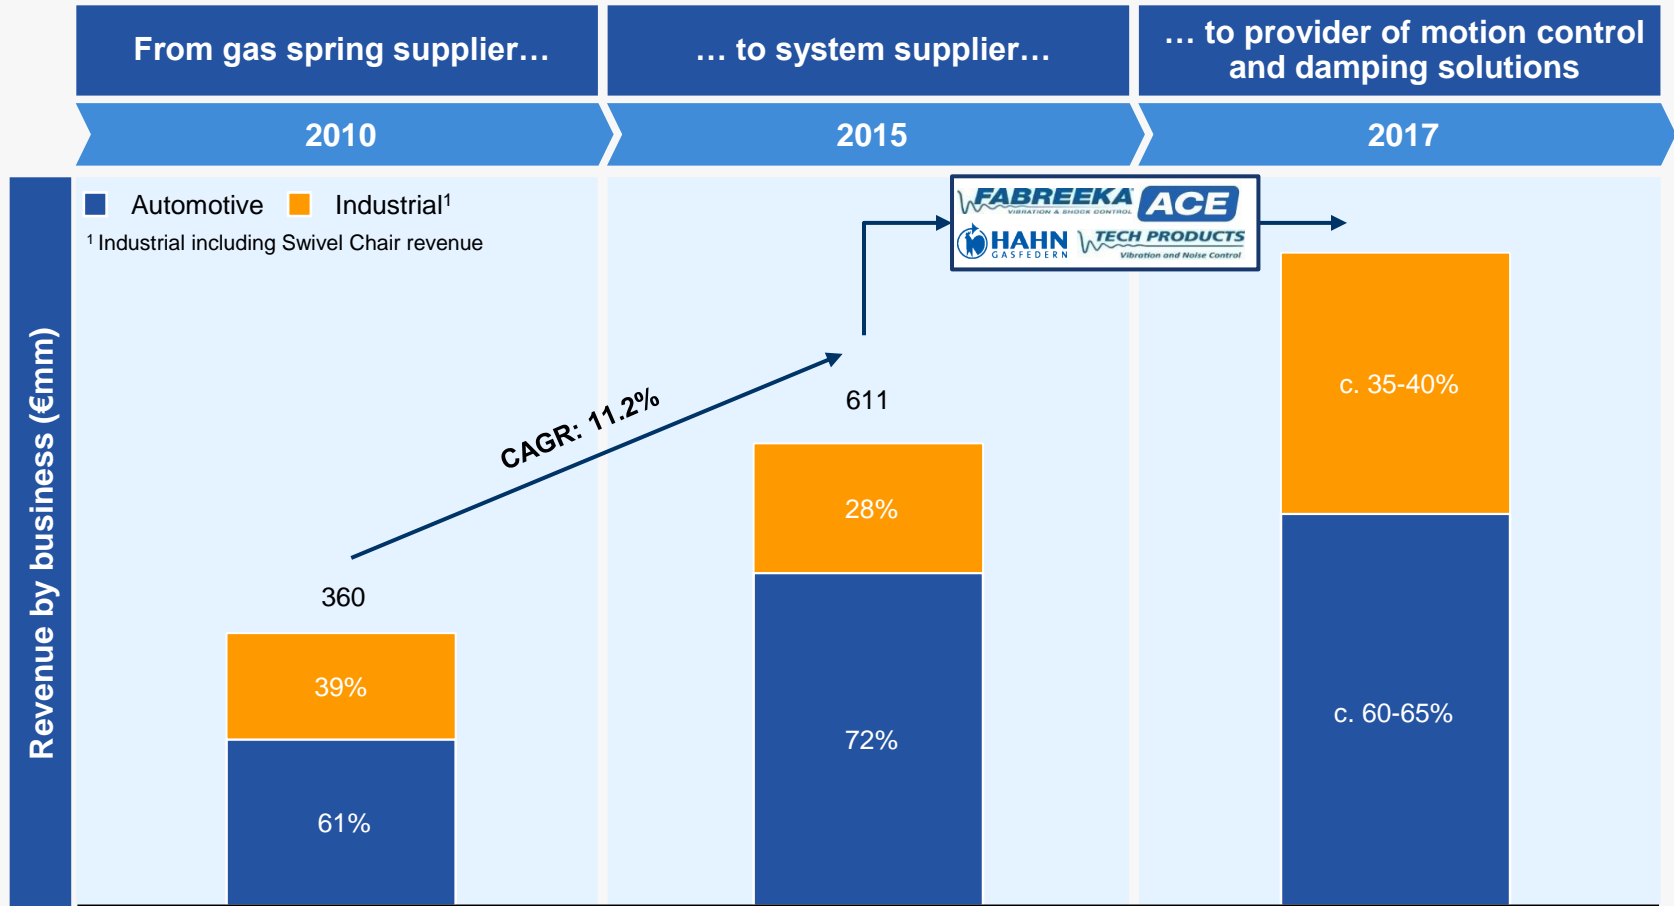 From gas spring supplier…
… to system supplier…
… to provider of motion control
and damping solutions
2010
2015
2017
Revenue by business (€mm)
Automotive
Industrial¹
¹ Industrial including Swivel Chair revenue
FABREEKA
VIBRATION & SHOCK CONTROL
ACE
HAHN
GASFEDERN
TECH PRODUCTS
Vibration and Noise Control
CAGR: 11.2%
360
39%
61%
611
28%
72%
c. 35-40%
c. 60-65%